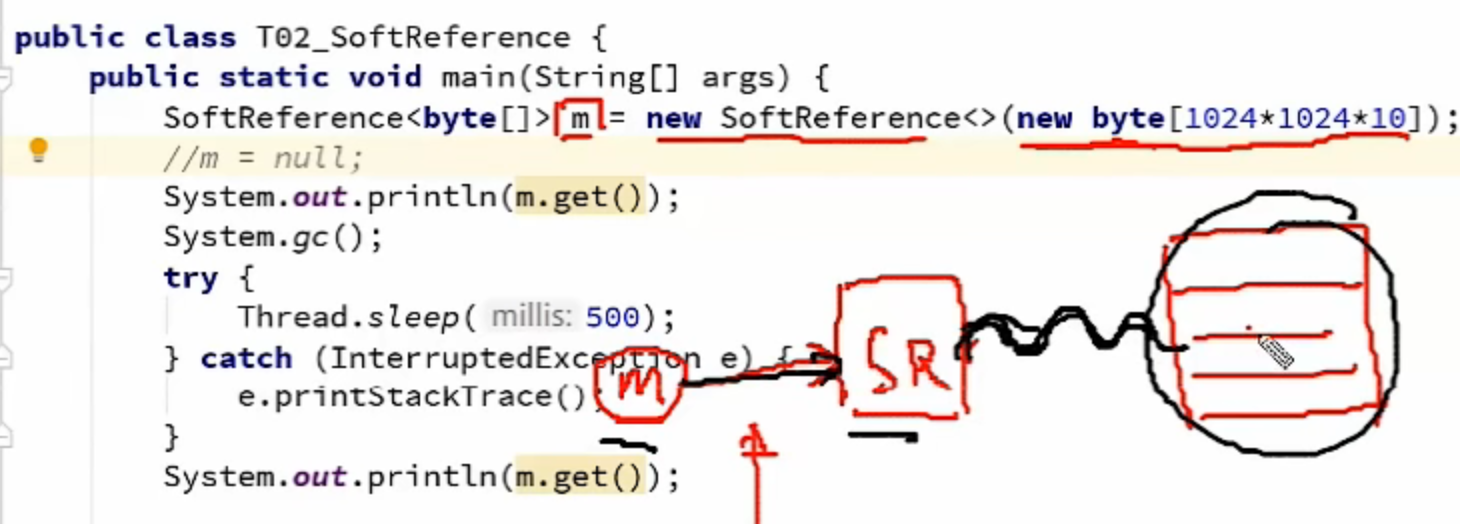 public class T02_SoftReference {
public static void main(String[] args) {
SoftReference<byte[]> m = new SoftReference<>(new byte[1024*1024*10]);
//m = null;
System.out.println(m.get());
System.gc();
try {
Thread.sleep( millis: 500);
} catch (InterruptedException e) {
e.printStackTrace();
}
System.out.println(m.get());
m
SR